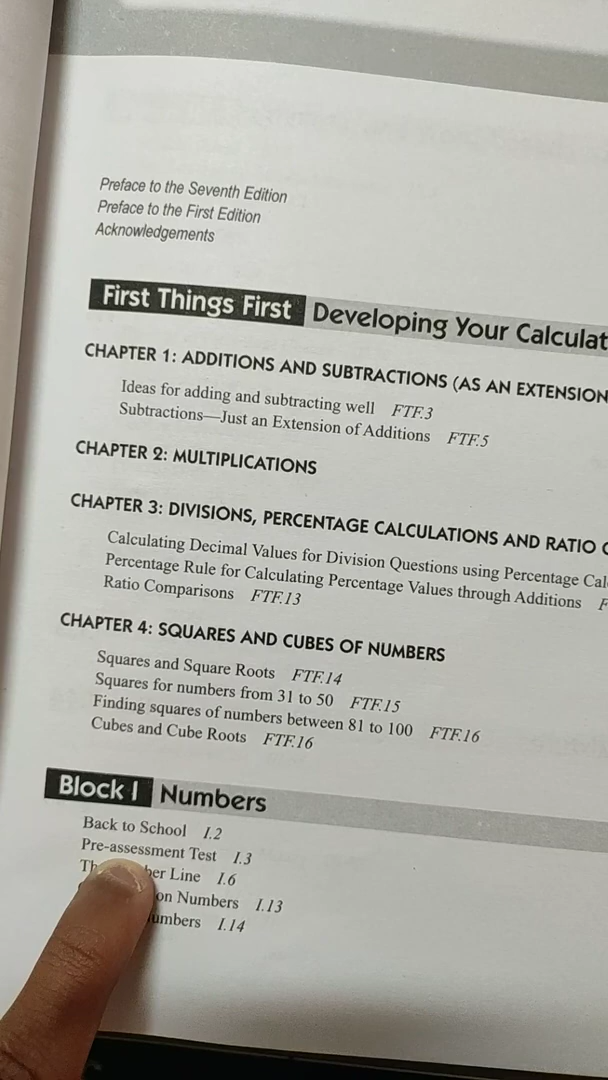 Preface to the Seventh Edition
Preface to the First Edition
Acknowledgements
First Things First Developing Your Calculat
CHAPTER 1: ADDITIONS AND SUBTRACTIONS (AS AN EXTENSION
Ideas for adding and subtracting well FTF.3
Subtractions—Just an Extension of Additions FTF.5
CHAPTER 2: MULTIPLICATIONS
CHAPTER 3: DIVISIONS, PERCENTAGE CALCULATIONS AND RATIO C
Calculating Decimal Values for Division Questions using Percentage Cal
Percentage Rule for Calculating Percentage Values through Additions F
Ratio Comparisons FTF.13
CHAPTER 4: SQUARES AND CUBES OF NUMBERS
Squares and Square Roots FTF.14
Squares for numbers from 31 to 50 FTF.15
Finding squares of numbers between 81 to 100 FTF.16
Cubes and Cube Roots FTF.16
Block I Numbers
Back to School I.2
Pre-assessment Test I.3
Th ber Line I.6
on Numbers I.13
umbers I.14